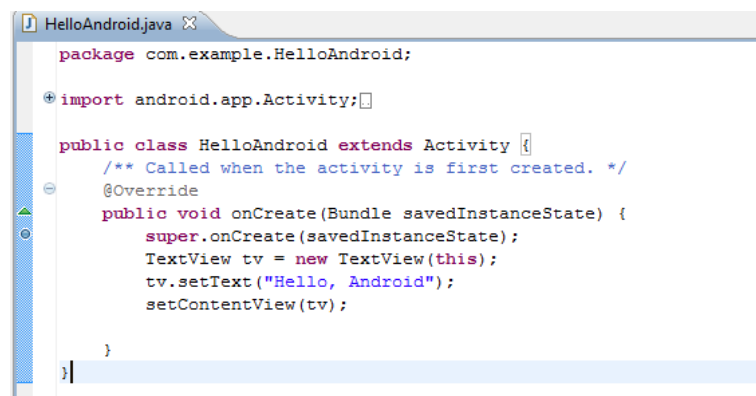 HelloAndroid.java
package com.example.HelloAndroid;
import android.app.Activity;
public class HelloAndroid extends Activity {
/** Called when the activity is first created. */
@Override
public void onCreate(Bundle savedInstanceState) {
super.onCreate(savedInstanceState);
TextView tv = new TextView(this);
tv.setText("Hello, Android");
setContentView(tv);
}
}